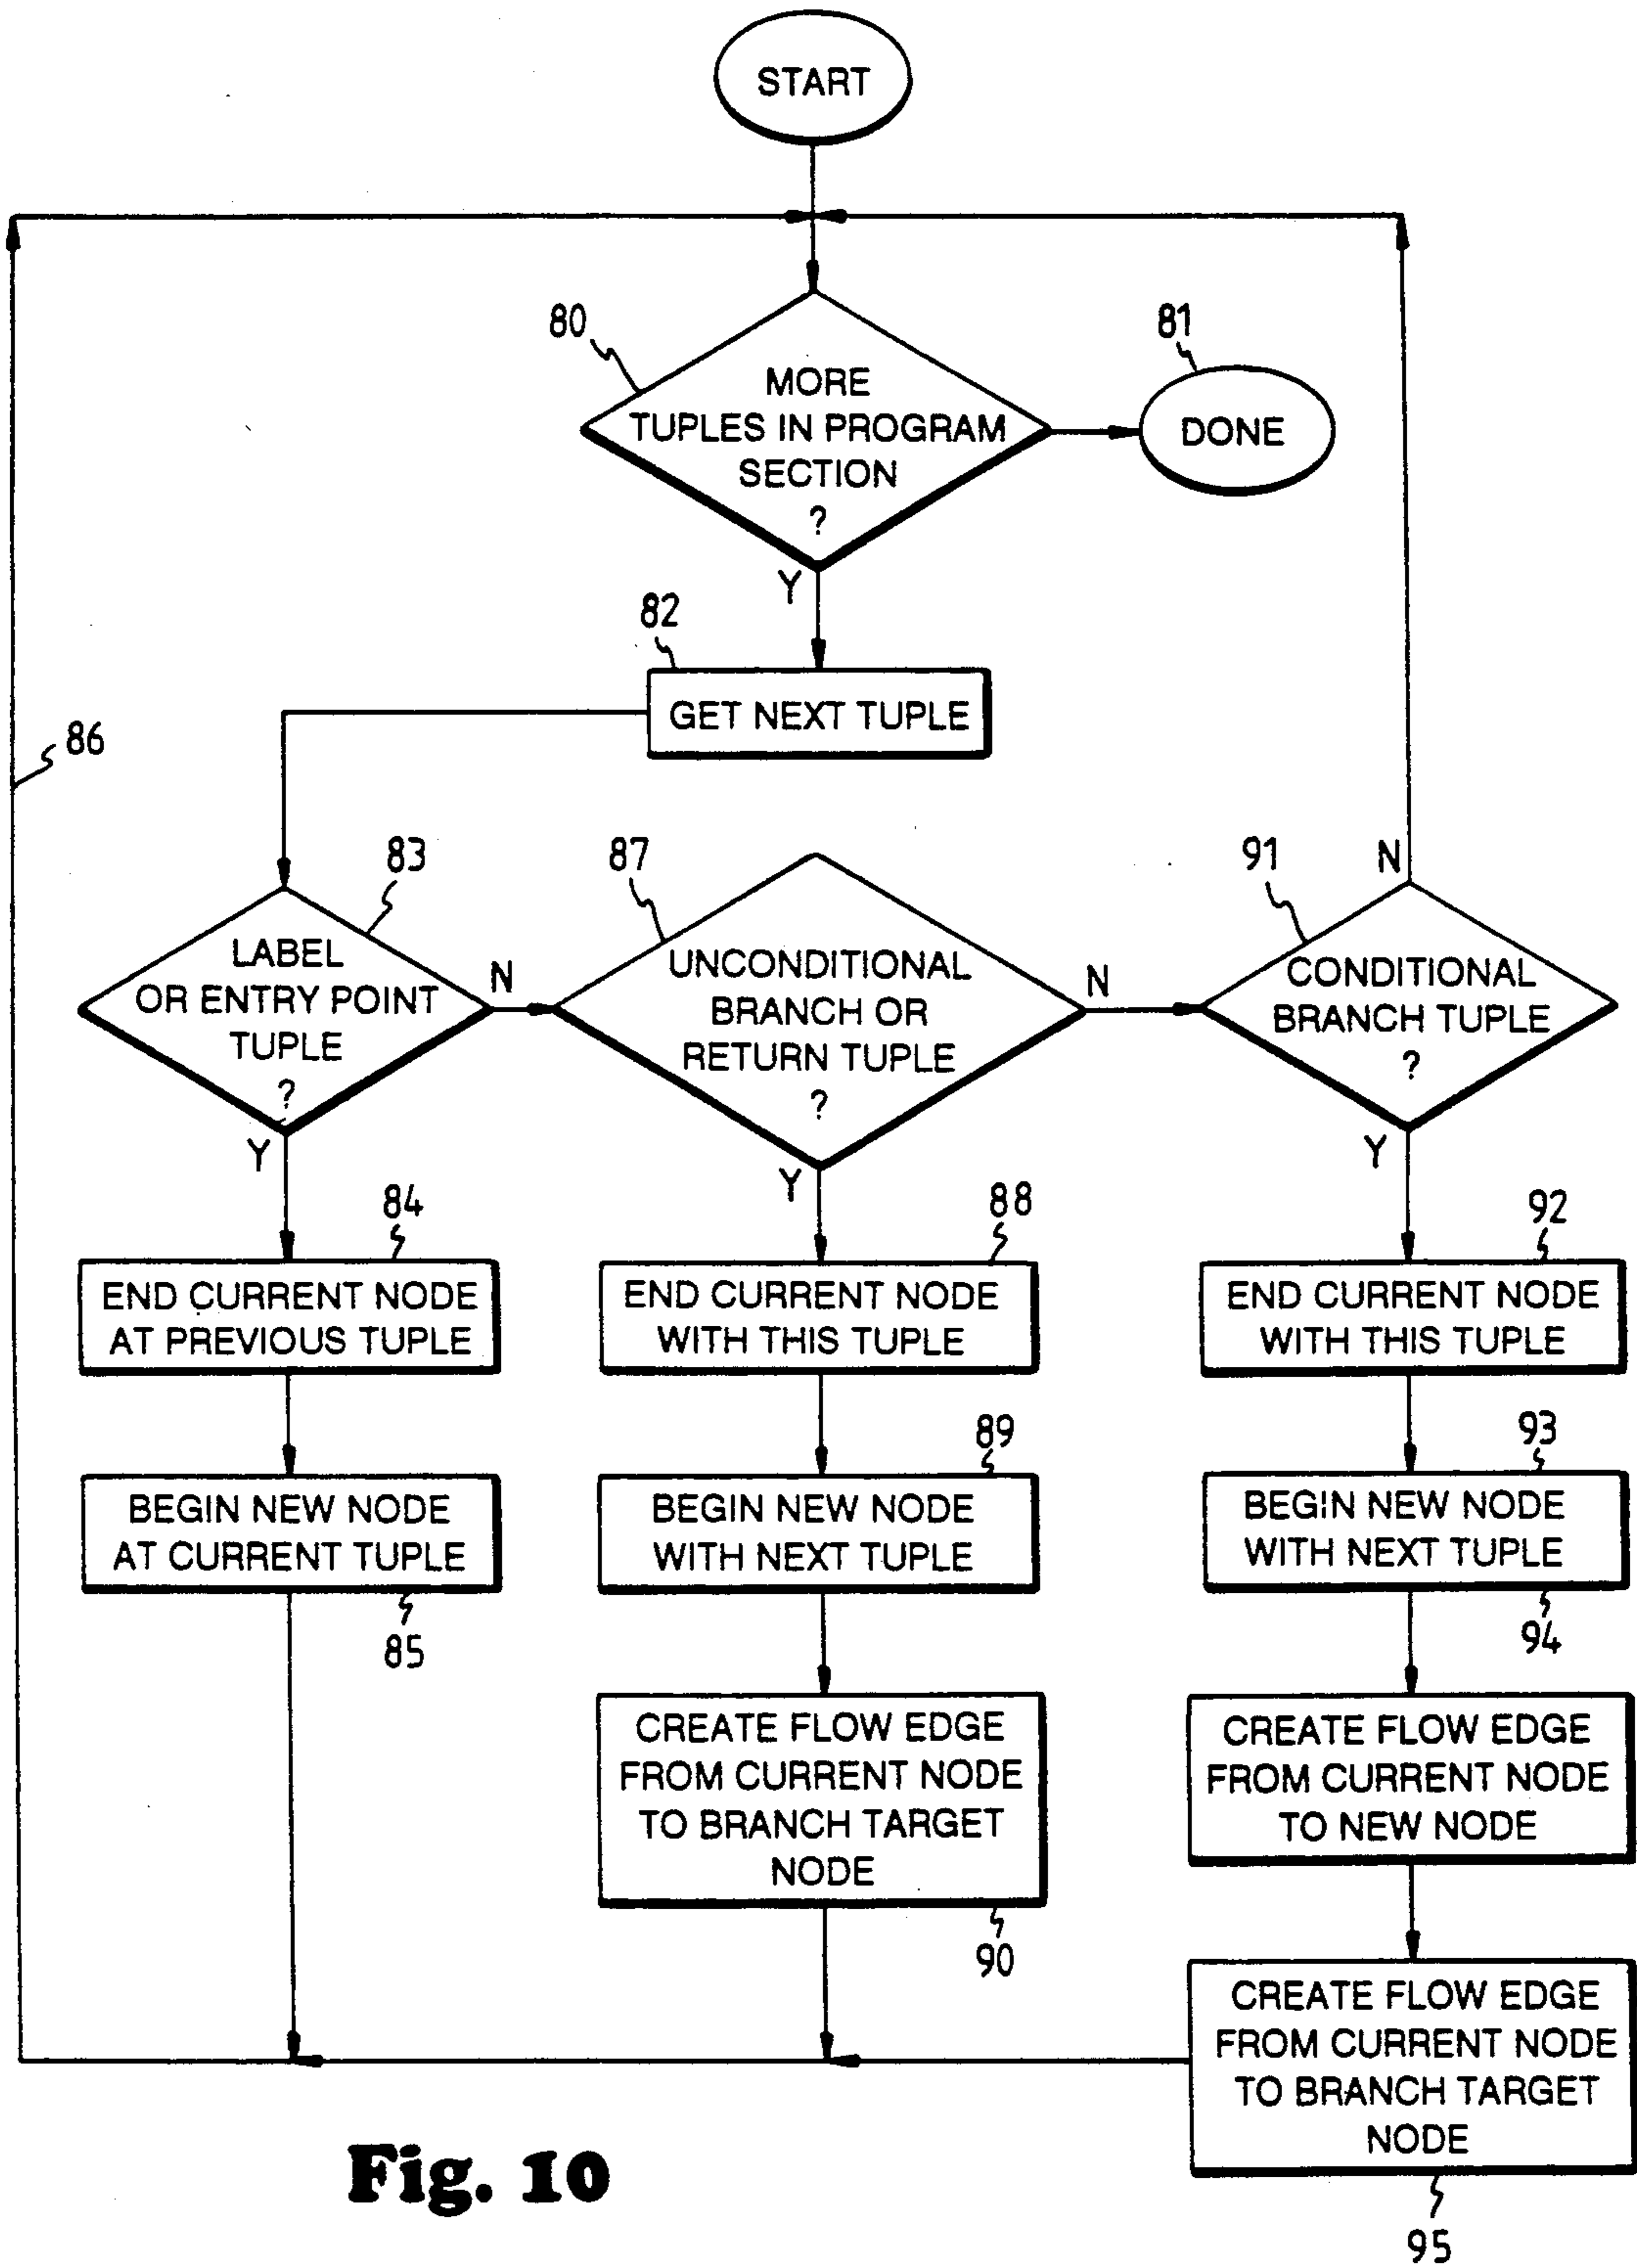 START
80
MORE
TUPLES IN PROGRAM
SECTION
?
81
DONE
Y
82
GET NEXT TUPLE
86
83
LABEL
OR ENTRY POINT
TUPLE
?
N
Y
87
UNCONDITIONAL
BRANCH OR
RETURN TUPLE
?
N
Y
91
N
CONDITIONAL
BRANCH TUPLE
?
Y
84
END CURRENT NODE
AT PREVIOUS TUPLE
88
END CURRENT NODE
WITH THIS TUPLE
92
END CURRENT NODE
WITH THIS TUPLE
BEGIN NEW NODE
AT CURRENT TUPLE
85
89
BEGIN NEW NODE
WITH NEXT TUPLE
93
BEGIN NEW NODE
WITH NEXT TUPLE
94
CREATE FLOW EDGE
FROM CURRENT NODE
TO BRANCH TARGET
NODE
90
CREATE FLOW EDGE
FROM CURRENT NODE
TO NEW NODE
CREATE FLOW EDGE
FROM CURRENT NODE
TO BRANCH TARGET
NODE
95
Fig. 10